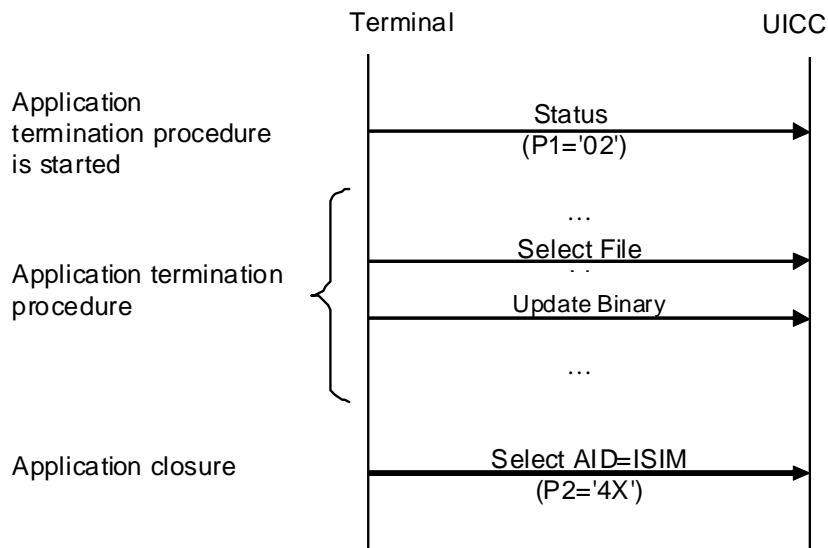 Terminal UICC
Application
termination procedure
is started
Status
(P1='02')
...
Select File
. .
Application termination
procedure
Update Binary
...
Application closure
Select AID=ISIM
(P2='4X')